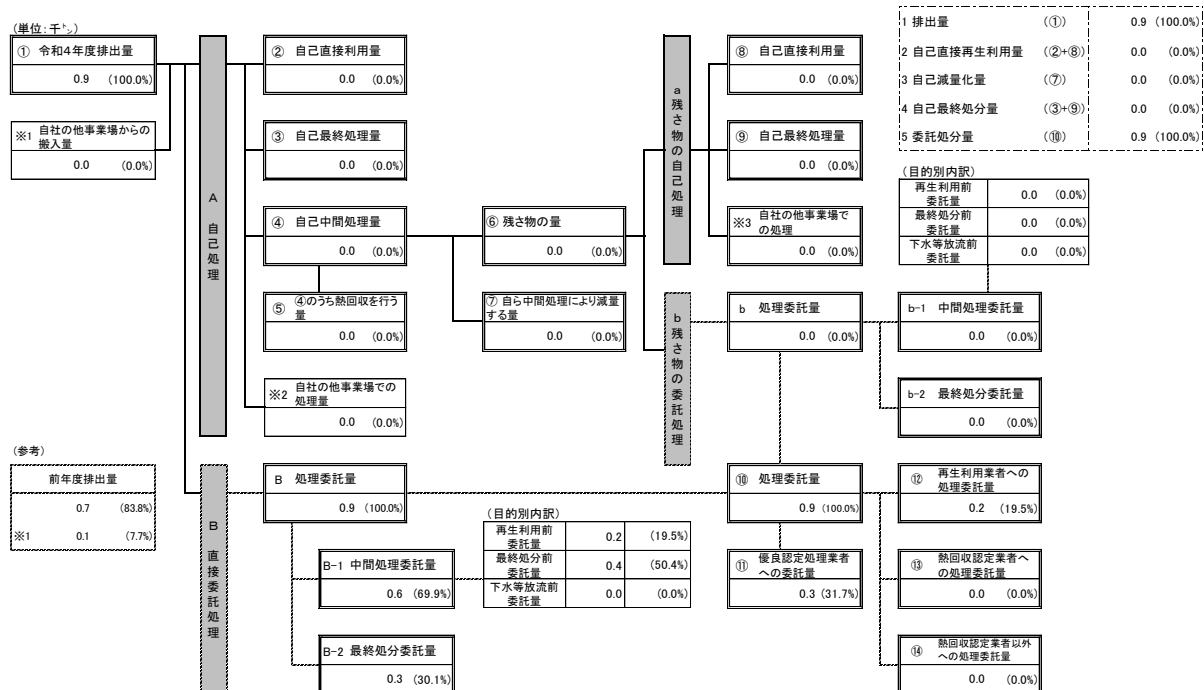 (単位：千㌧)
① 令和4年度排出量
0.9 (100.0%)
※1 自社の他事業場からの
搬入量
0.0 (0.0%)
A 自己処理
② 自己直接利用量
0.0 (0.0%)
③ 自己最終処理量
0.0 (0.0%)
④ 自己中間処理量
0.0 (0.0%)
⑤ ④のうち熱回収を行う
量
0.0 (0.0%)
※2 自社の他事業場での
処理量
0.0 (0.0%)
⑥ 残さ物の量
0.0 (0.0%)
⑦ 自ら中間処理により減量
する量
0.0 (0.0%)
a 残さ物の自己処理
⑧ 自己直接利用量
0.0 (0.0%)
⑨ 自己最終処理量
0.0 (0.0%)
※3 自社の他事業場で
の処理
0.0 (0.0%)
b 残さ物の委託処理
b 処理委託量
0.0 (0.0%)
1 排出量 (①) 0.9 (100.0%)
2 自己直接再生利用量 (②+⑧) 0.0 (0.0%)
3 自己減量化量 (⑦) 0.0 (0.0%)
4 自己最終処分量 (③+⑨) 0.0 (0.0%)
5 委託処分量 (⑩) 0.9 (100.0%)
(目的別内訳)
再生利用前
委託量 0.0 (0.0%)
最終処分前
委託量 0.0 (0.0%)
下水等放流前
委託量 0.0 (0.0%)
b-1 中間処理委託量
0.0 (0.0%)
b-2 最終処分委託量
0.0 (0.0%)
(参考)
前年度排出量
0.7 (83.8%)
※1 0.1 (7.7%)
B 直接委託処理
B 処理委託量
0.9 (100.0%)
B-1 中間処理委託量
0.6 (69.9%)
B-2 最終処分委託量
0.3 (30.1%)
(目的別内訳)
再生利用前
委託量 0.2 (19.5%)
最終処分前
委託量 0.4 (50.4%)
下水等放流前
委託量 0.0 (0.0%)
⑩ 処理委託量
0.9 (100.0%)
⑪ 優良認定処理業者
への委託量
0.3 (31.7%)
⑫ 再生利用業者への
処理委託量
0.2 (19.5%)
⑬ 熱回収認定業者へ
の処理委託量
0.0 (0.0%)
⑭ 熱回収認定業者以外
への処理委託量
0.0 (0.0%)